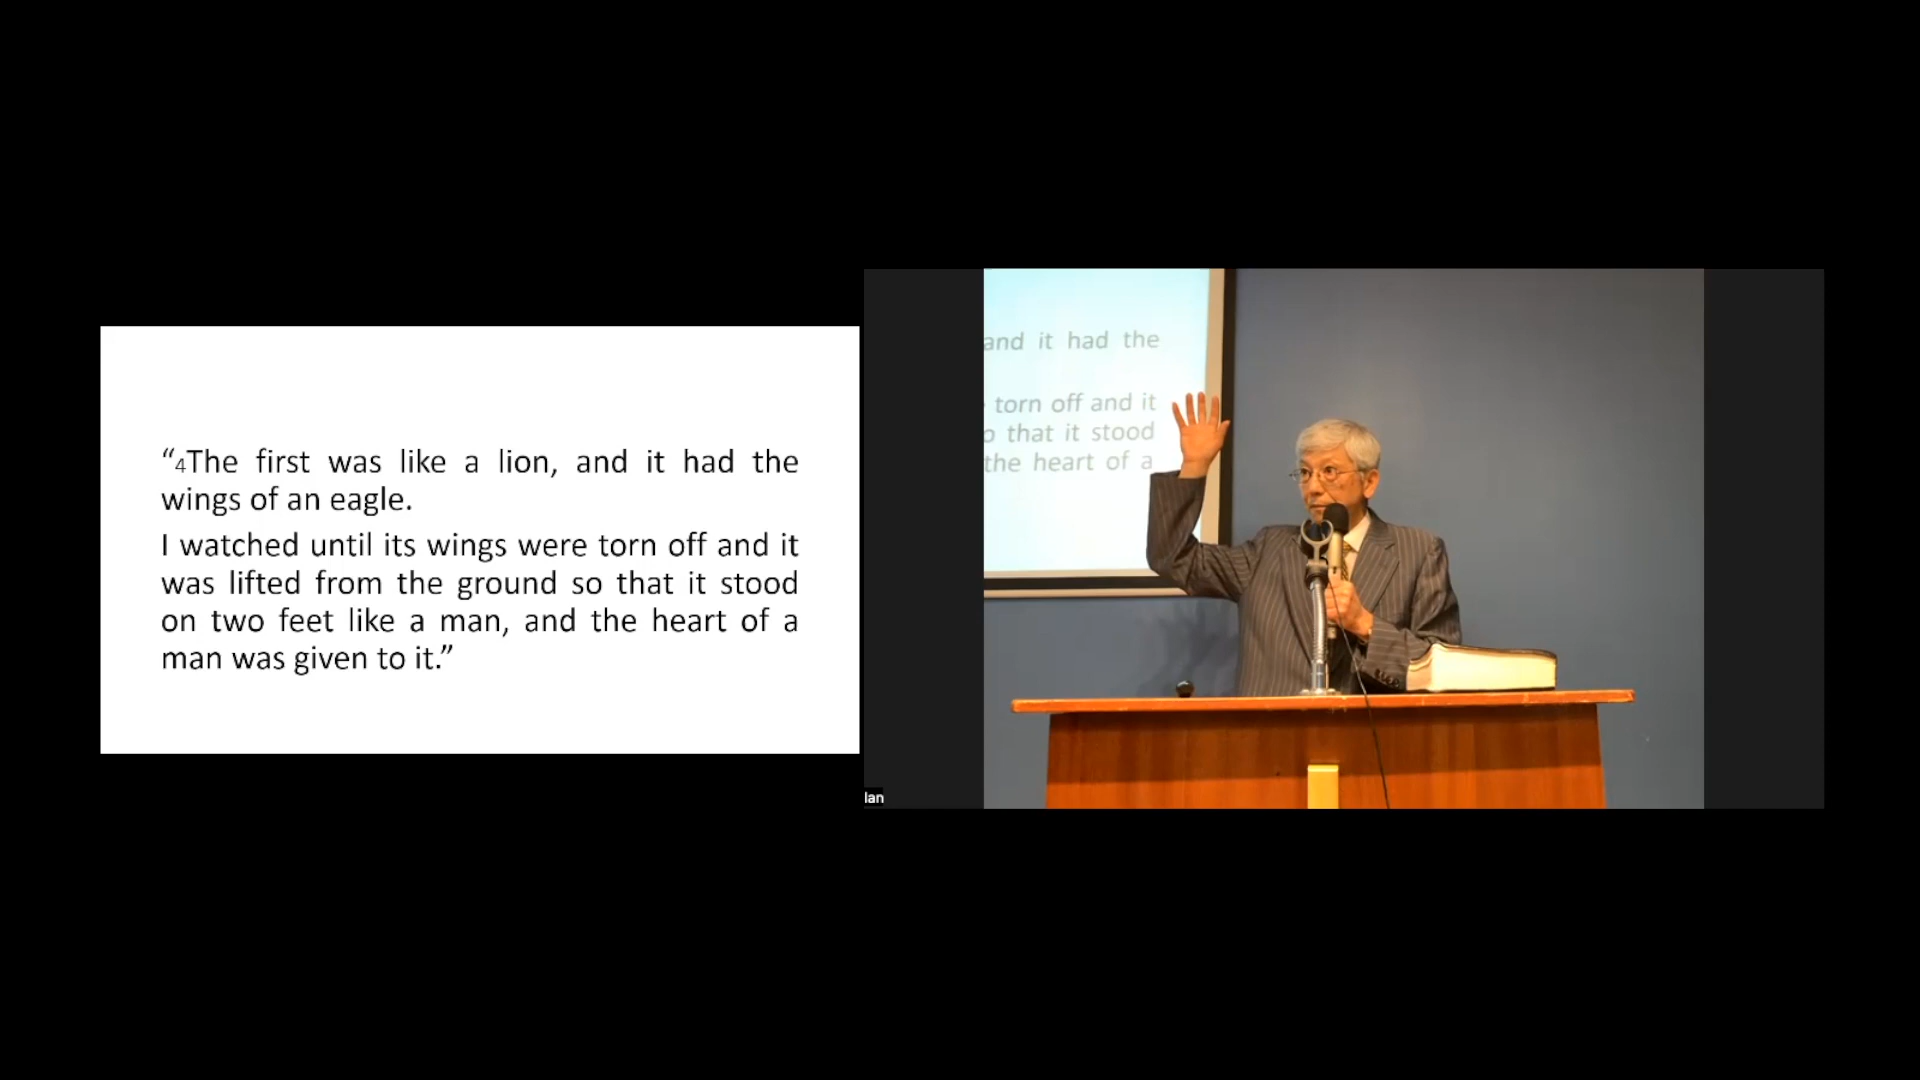 “4The first was like a lion, and it had the
wings of an eagle.
I watched until its wings were torn off and it
was lifted from the ground so that it stood
on two feet like a man, and the heart of a
man was given to it.”
and it had the
torn off and it
that it stood
the heart of a
lan